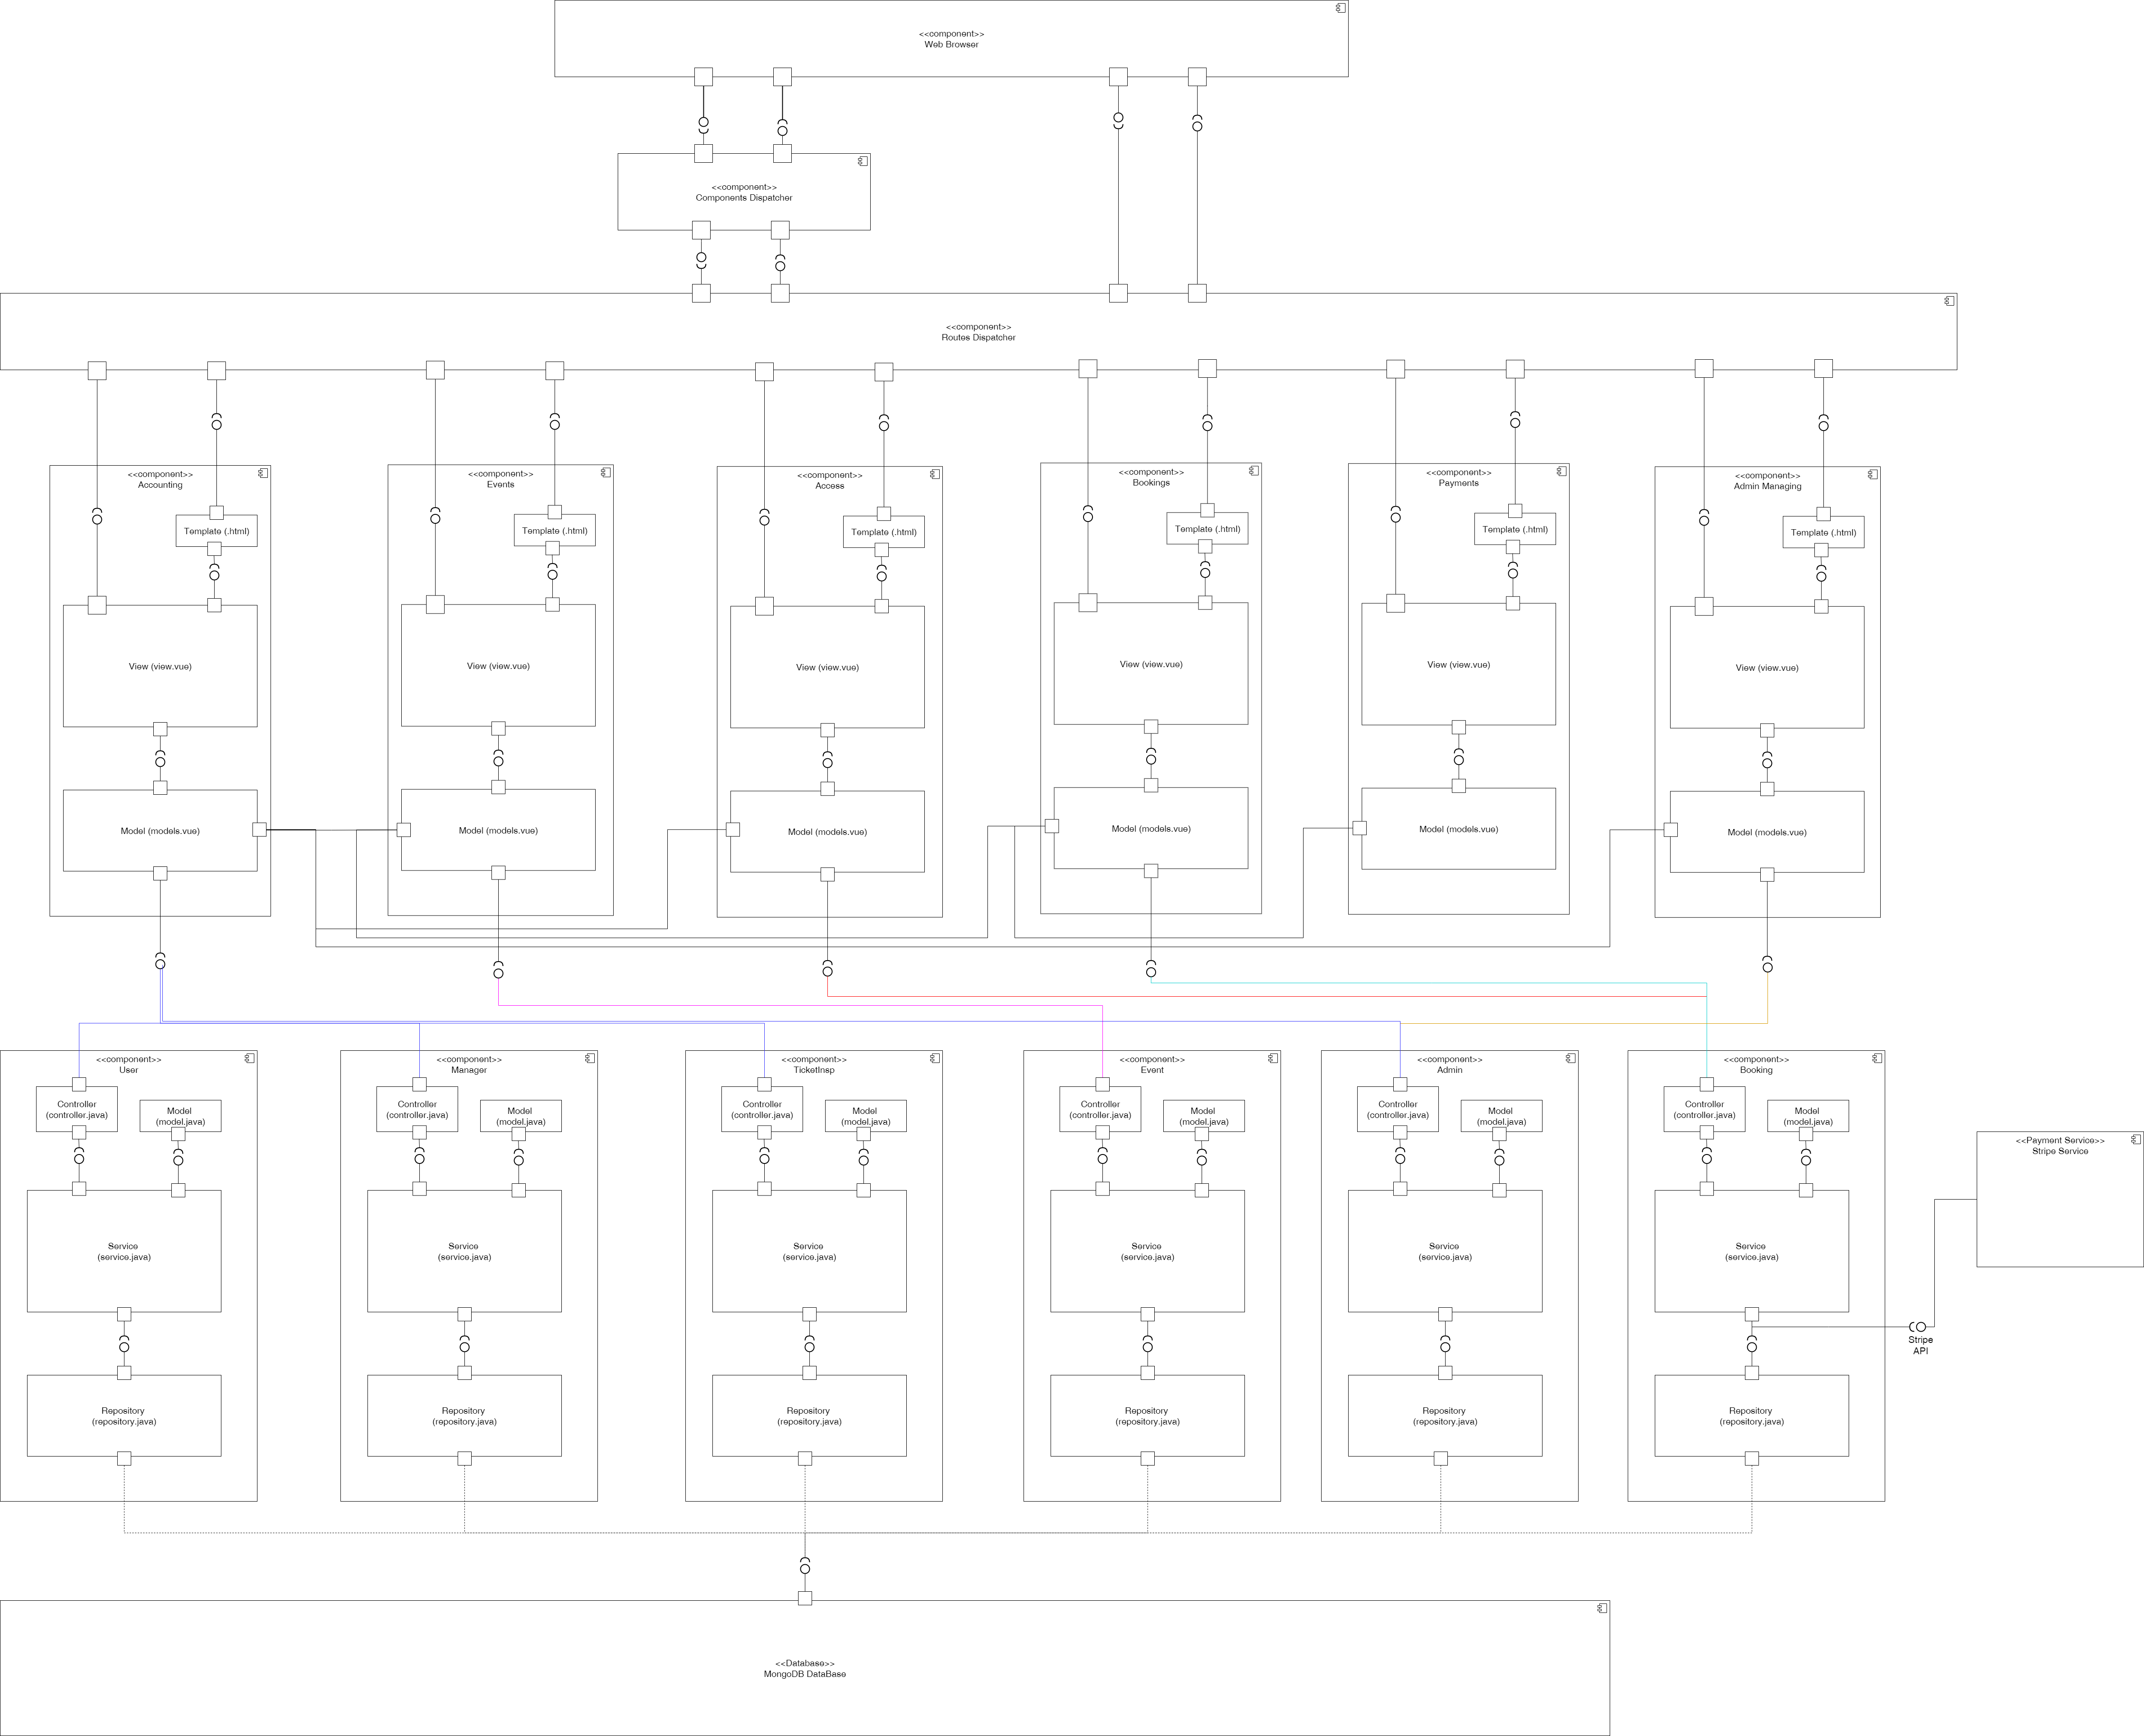 <<component>>
Web Browser
<<component>>
Components Dispatcher
<<component>>
Routes Dispatcher
<<component>>
Accounting
Template (.html)
View (view.vue)
Model (models.vue)
<<component>>
Events
Template (.html)
View (view.vue)
Model (models.vue)
<<component>>
Access
Template (.html)
View (view.vue)
Model (models.vue)
<<component>>
Bookings
Template (.html)
View (view.vue)
Model (models.vue)
<<component>>
Payments
Template (.html)
View (view.vue)
Model (models.vue)
<<component>>
Admin Managing
Template (.html)
View (view.vue)
Model (models.vue)
<<component>>
User
Controller
(controller.java)
Model
(model.java)
Service
(service.java)
Repository
(repository.java)
<<component>>
Manager
Controller
(controller.java)
Model
(model.java)
Service
(service.java)
Repository
(repository.java)
<<component>>
TicketInsp
Controller
(controller.java)
Model
(model.java)
Service
(service.java)
Repository
(repository.java)
<<component>>
Event
Controller
(controller.java)
Model
(model.java)
Service
(service.java)
Repository
(repository.java)
<<component>>
Admin
Controller
(controller.java)
Model
(model.java)
Service
(service.java)
Repository
(repository.java)
<<component>>
Booking
Controller
(controller.java)
Model
(model.java)
Service
(service.java)
Repository
(repository.java)
<<Payment Service>>
Stripe Service
Stripe
API
<<Database>>
MongoDB DataBase